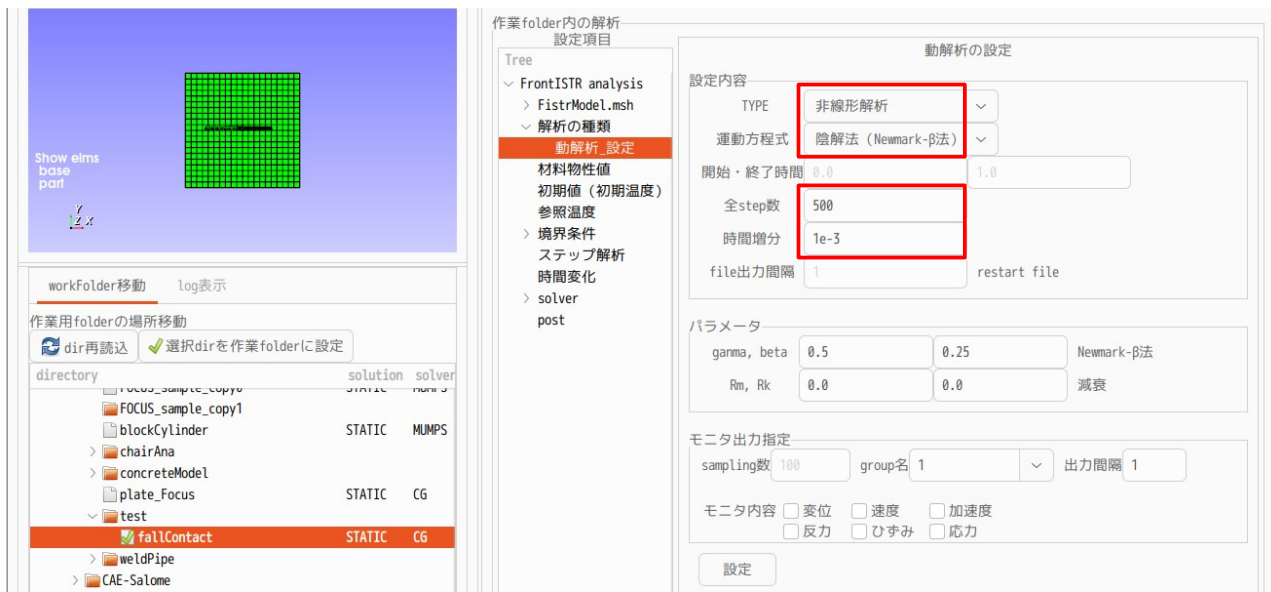 Show elms
base
part
Y
Z X
workFolder移動 log表示
作業用folderの場所移動
dir再読込 選択dirを作業folderに設定
directory solution solver
FOCUS_sample_copy0 STATIC MUMPS
FOCUS_sample_copy1
blockCylinder STATIC MUMPS
chairAna
concreteModel
plate_Focus STATIC CG
test
fallContact STATIC CG
weldPipe
CAE-Salome
作業folder内の解析
設定項目
Tree
FrontISTR analysis
FistrModel.msh
解析の種類
動解析_設定
材料物性値
初期値（初期温度）
参照温度
境界条件
ステップ解析
時間変化
solver
post
動解析の設定
設定内容
TYPE 非線形解析
運動方程式 陰解法（Newmark-β法）
開始・終了時間 0.0 1.0
全step数 500
時間増分 1e-3
file出力間隔 1 restart file
パラメータ
ganma, beta 0.5 0.25 Newmark-β法
Rm, Rk 0.0 0.0 減衰
モニタ出力指定
sampling数 100 group名 1 出力間隔 1
モニタ内容 変位 速度 加速度
反力 ひずみ 応力
設定